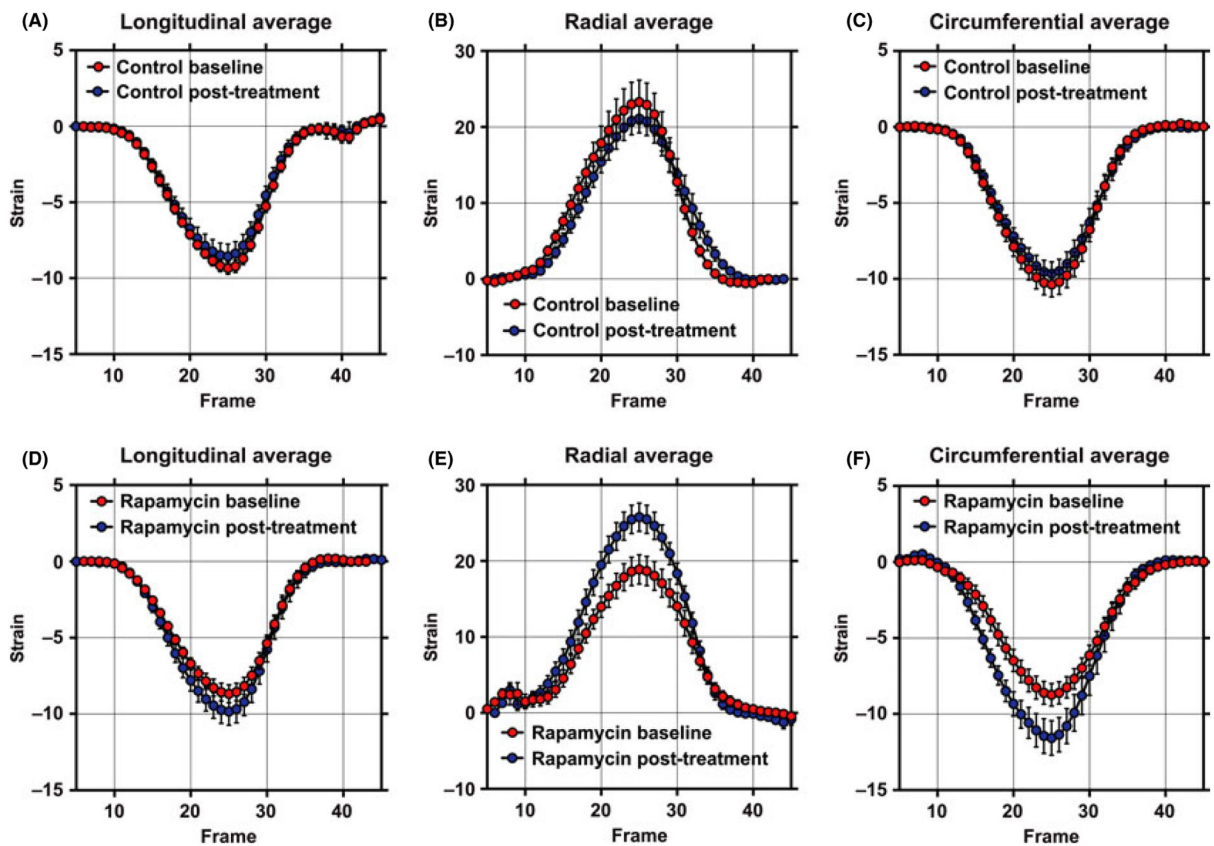 (A) Longitudinal average
5
0
−5
−10
−15
Strain
Control baseline
Control post-treatment
10 20 30 40
Frame
(B) Radial average
30
20
10
0
−10
Strain
Control baseline
Control post-treatment
10 20 30 40
Frame
(C) Circumferential average
5
0
−5
−10
−15
Strain
Control baseline
Control post-treatment
10 20 30 40
Frame
(D) Longitudinal average
5
0
−5
−10
−15
Strain
Rapamycin baseline
Rapamycin post-treatment
10 20 30 40
Frame
(E) Radial average
30
20
10
0
−10
Strain
Rapamycin baseline
Rapamycin post-treatment
10 20 30 40
Frame
(F) Circumferential average
5
0
−5
−10
−15
Strain
Rapamycin baseline
Rapamycin post-treatment
10 20 30 40
Frame